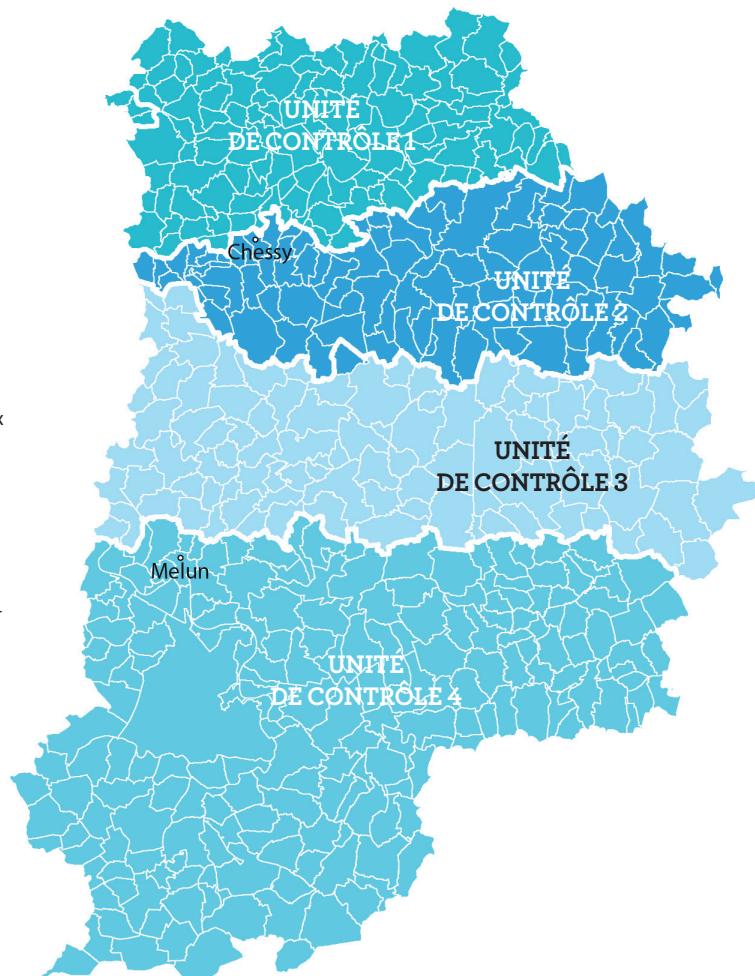 UNITÉ
DE CONTRÔLE 1
Chessy
UNITÉ
DE CONTRÔLE 2
x
UNITÉ
DE CONTRÔLE 3
Melun
UNITÉ
DE CONTRÔLE 4